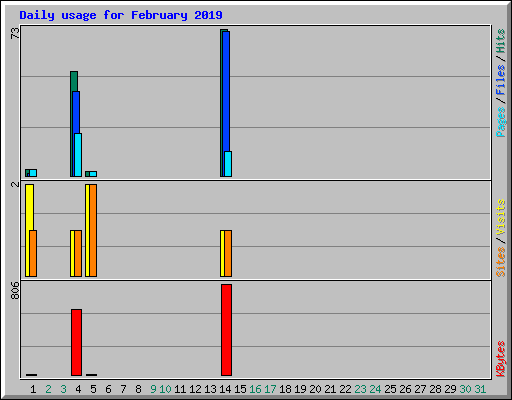 Daily usage for February 2019
73
2
806
Pages / Files / Hits
Sites / Visits
KBytes
1 2 3 4 5 6 7 8 9 10 11 12 13 14 15 16 17 18 19 20 21 22 23 24 25 26 27 28 29 30 31